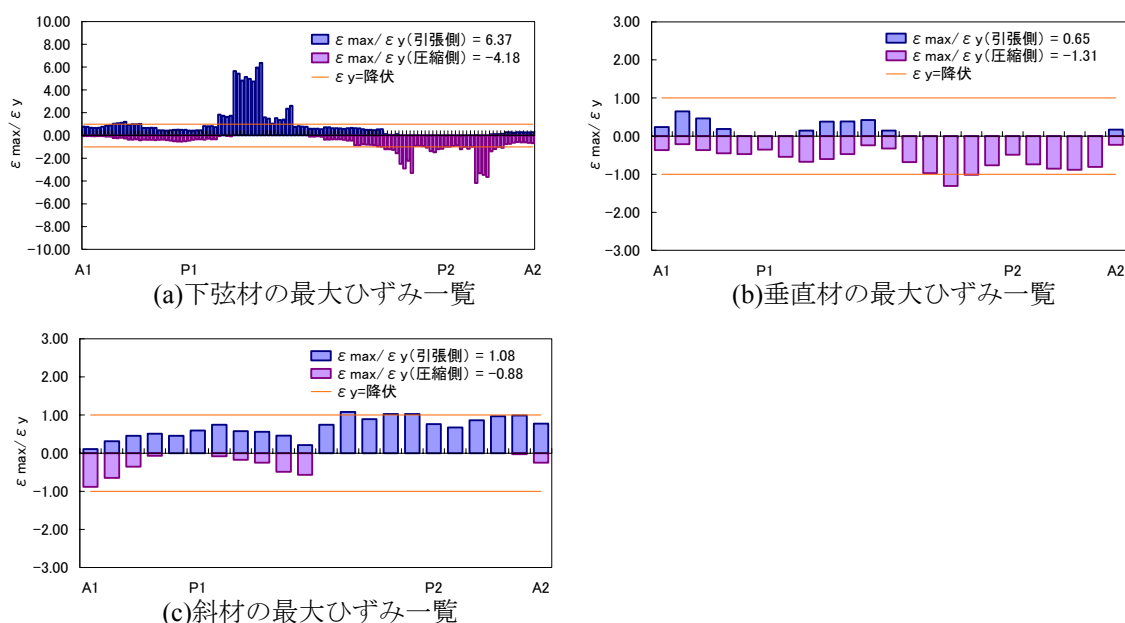 10.00
8.00
6.00
4.00
2.00
0.00
−2.00
−4.00
−6.00
−8.00
−10.00
ε max/ε y
ε max/ε y(引張側) = 6.37
ε max/ε y(圧縮側) = −4.18
ε y=降伏
A1 P1 P2 A2
(a)下弦材の最大ひずみ一覧
3.00
2.00
1.00
0.00
−1.00
−2.00
−3.00
ε max/ε y
ε max/ε y(引張側) = 0.65
ε max/ε y(圧縮側) = −1.31
ε y=降伏
A1 P1 P2 A2
(b)垂直材の最大ひずみ一覧
3.00
2.00
1.00
0.00
−1.00
−2.00
−3.00
ε max/ε y
ε max/ε y(引張側) = 1.08
ε max/ε y(圧縮側) = −0.88
ε y=降伏
A1 P1 P2 A2
(c)斜材の最大ひずみ一覧